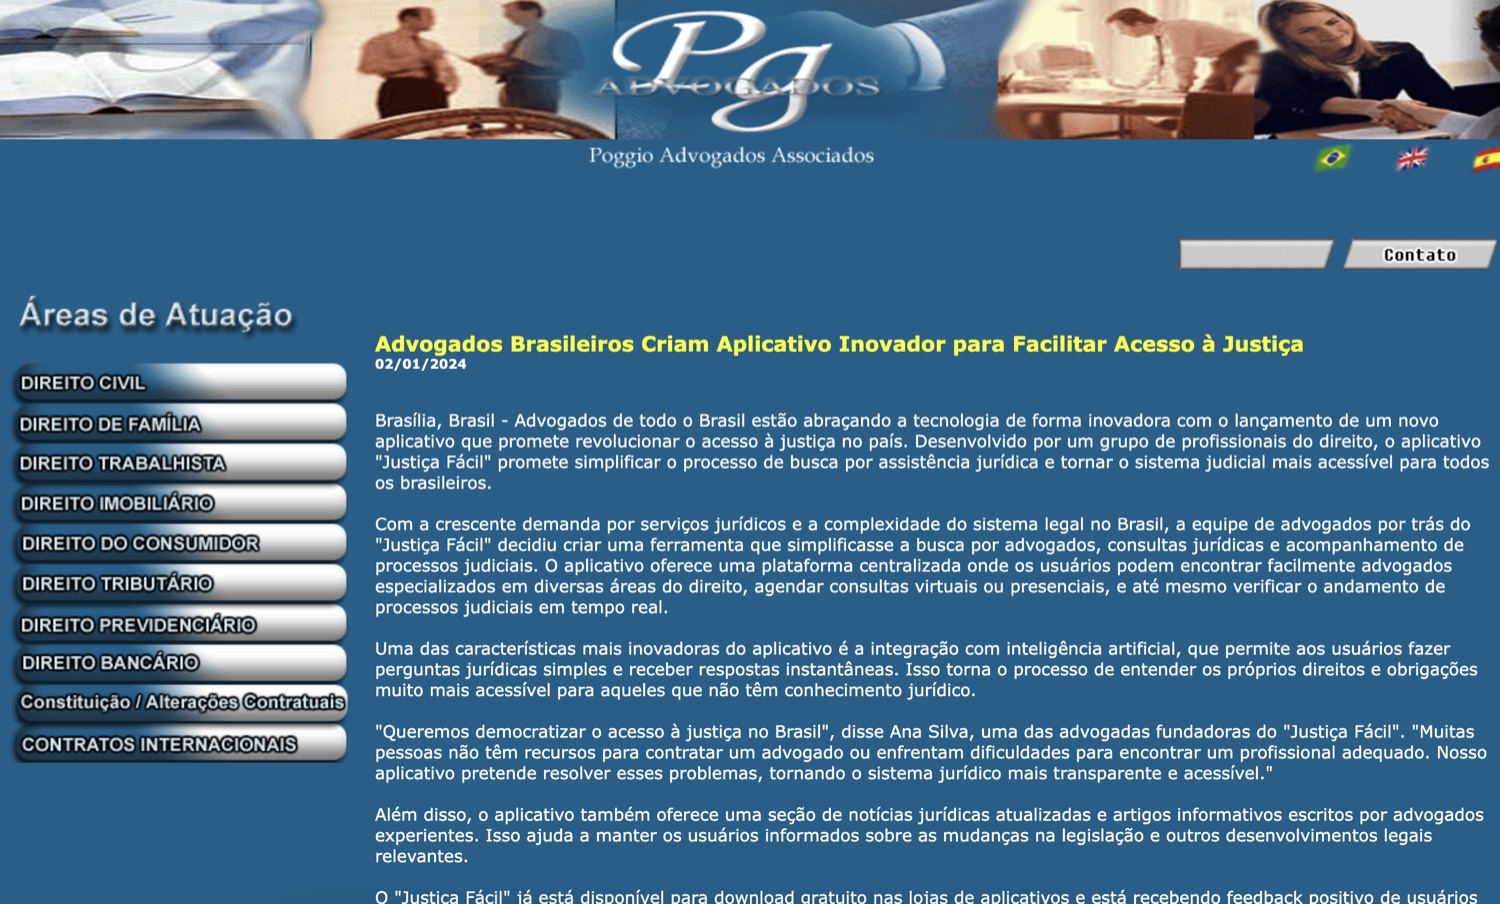 Pg
ADVOGADOS
Poggio Advogados Associados
Contato
Áreas de Atuação
DIREITO CIVIL
DIREITO DE FAMÍLIA
DIREITO TRABALHISTA
DIREITO IMOBILIÁRIO
DIREITO DO CONSUMIDOR
DIREITO TRIBUTÁRIO
DIREITO PREVIDENCIÁRIO
DIREITO BANCÁRIO
Constituição / Alterações Contratuais
CONTRATOS INTERNACIONAIS
Advogados Brasileiros Criam Aplicativo Inovador para Facilitar Acesso à Justiça
02/01/2024
Brasília, Brasil - Advogados de todo o Brasil estão abraçando a tecnologia de forma inovadora com o lançamento de um novo
aplicativo que promete revolucionar o acesso à justiça no país. Desenvolvido por um grupo de profissionais do direito, o aplicativo
"Justiça Fácil" promete simplificar o processo de busca por assistência jurídica e tornar o sistema judicial mais acessível para todos
os brasileiros.
Com a crescente demanda por serviços jurídicos e a complexidade do sistema legal no Brasil, a equipe de advogados por trás do
"Justiça Fácil" decidiu criar uma ferramenta que simplificasse a busca por advogados, consultas jurídicas e acompanhamento de
processos judiciais. O aplicativo oferece uma plataforma centralizada onde os usuários podem encontrar facilmente advogados
especializados em diversas áreas do direito, agendar consultas virtuais ou presenciais, e até mesmo verificar o andamento de
processos judiciais em tempo real.
Uma das características mais inovadoras do aplicativo é a integração com inteligência artificial, que permite aos usuários fazer
perguntas jurídicas simples e receber respostas instantâneas. Isso torna o processo de entender os próprios direitos e obrigações
muito mais acessível para aqueles que não têm conhecimento jurídico.
"Queremos democratizar o acesso à justiça no Brasil", disse Ana Silva, uma das advogadas fundadoras do "Justiça Fácil". "Muitas
pessoas não têm recursos para contratar um advogado ou enfrentam dificuldades para encontrar um profissional adequado. Nosso
aplicativo pretende resolver esses problemas, tornando o sistema jurídico mais transparente e acessível."
Além disso, o aplicativo também oferece uma seção de notícias jurídicas atualizadas e artigos informativos escritos por advogados
experientes. Isso ajuda a manter os usuários informados sobre as mudanças na legislação e outros desenvolvimentos legais
relevantes.
O "Justiça Fácil" já está disponível para download gratuito nas lojas de aplicativos e está recebendo feedback positivo de usuários